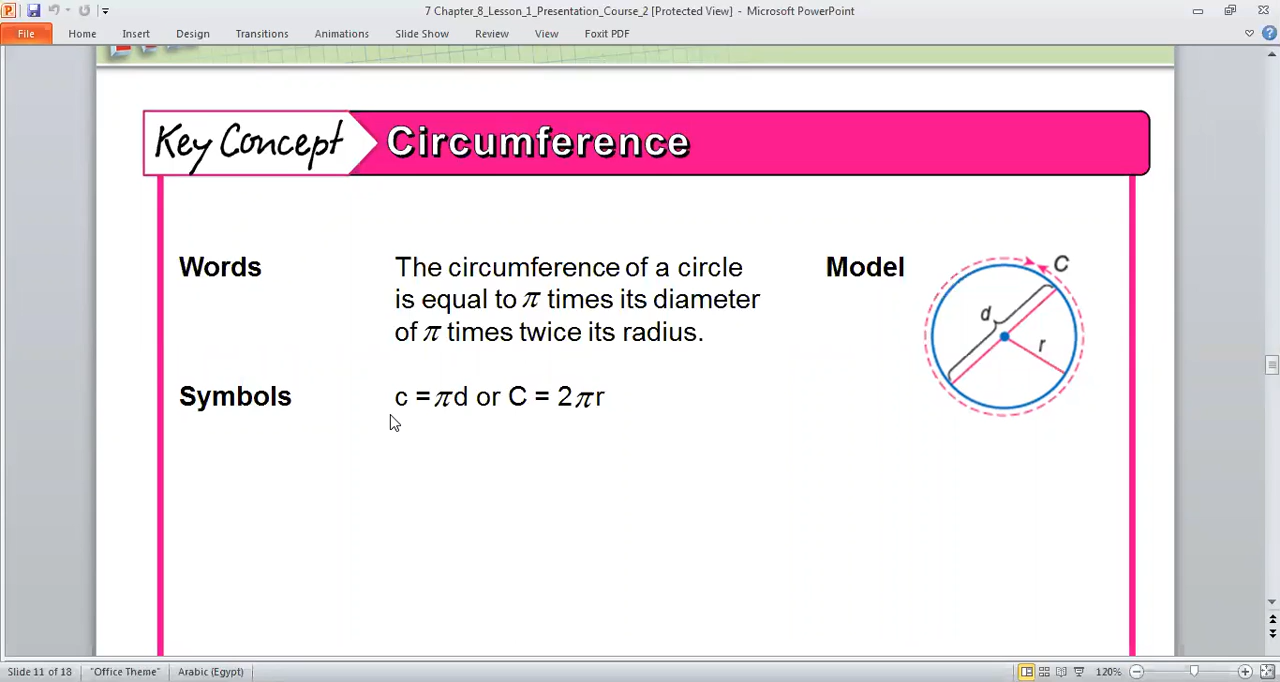 7 Chapter_8_Lesson_1_Presentation_Course_2 [Protected View] - Microsoft PowerPoint
File Home Insert Design Transitions Animations Slide Show Review View Foxit PDF
Key Concept Circumference
Words
The circumference of a circle
is equal to π times its diameter
of π times twice its radius.
Model
C
d
r
Symbols
c = πd or C = 2πr
Slide 11 of 18 "Office Theme" Arabic (Egypt) 120%